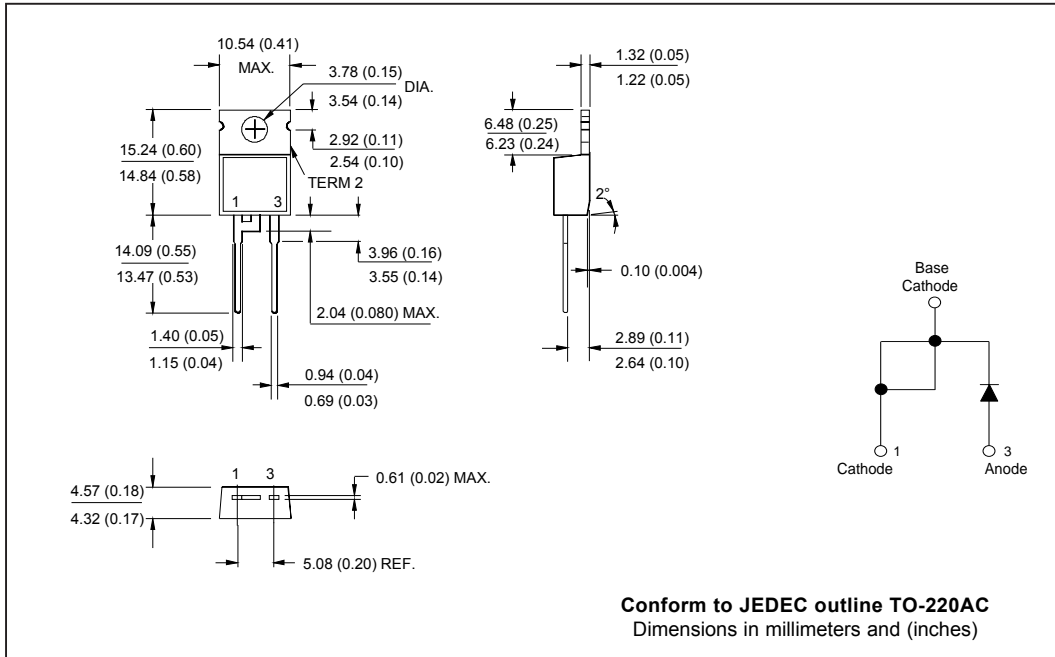 10.54 (0.41)
MAX.
3.78 (0.15)
DIA.
3.54 (0.14)
1.32 (0.05)
1.22 (0.05)
15.24 (0.60)
14.84 (0.58)
2.92 (0.11)
2.54 (0.10)
TERM 2
6.48 (0.25)
6.23 (0.24)
1 3
2°
14.09 (0.55)
13.47 (0.53)
3.96 (0.16)
3.55 (0.14)
0.10 (0.004)
2.04 (0.080) MAX.
1.40 (0.05)
1.15 (0.04)
2.89 (0.11)
2.64 (0.10)
0.94 (0.04)
0.69 (0.03)
Base
Cathode
1
Cathode
3
Anode
1 3
0.61 (0.02) MAX.
4.57 (0.18)
4.32 (0.17)
5.08 (0.20) REF.
Conform to JEDEC outline TO-220AC
Dimensions in millimeters and (inches)